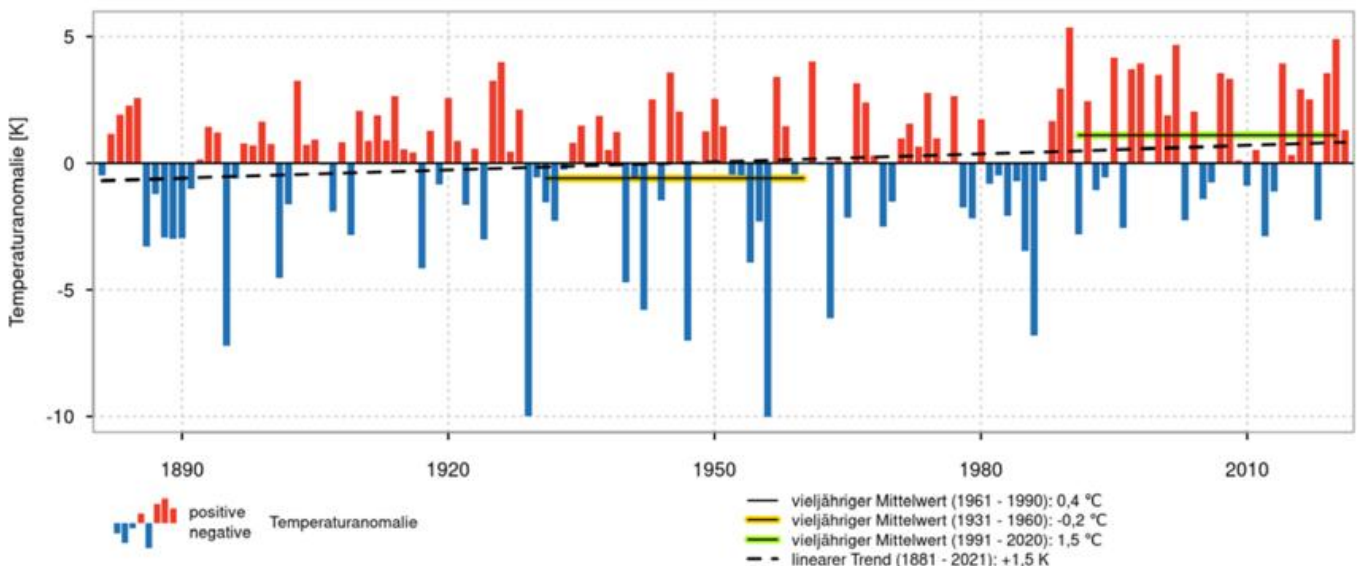 Temperaturanomalie [K]
5
0
-5
-10
1890 1920 1950 1980 2010
positive
negative
Temperaturanomalie
vieljähriger Mittelwert (1961 - 1990): 0,4 °C
vieljähriger Mittelwert (1931 - 1960): -0,2 °C
vieljähriger Mittelwert (1991 - 2020): 1,5 °C
linearer Trend (1881 - 2021): +1,5 K